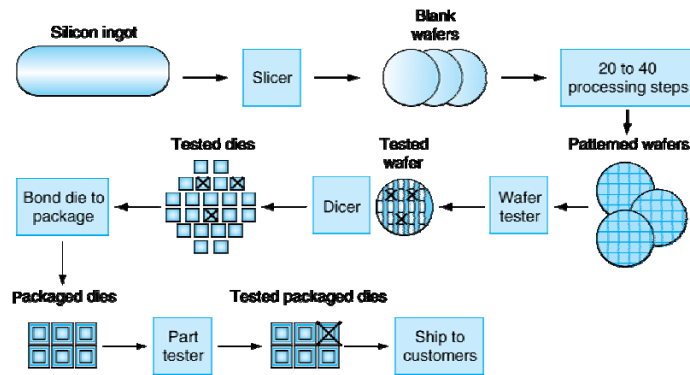 Silicon ingot
Slicer
Blank
wafers
20 to 40
processing steps
Tested dies
Tested
wafer
Patterned wafers
Bond die to
package
Dicer
Wafer
tester
Packaged dies
Tested packaged dies
Part
tester
Ship to
customers